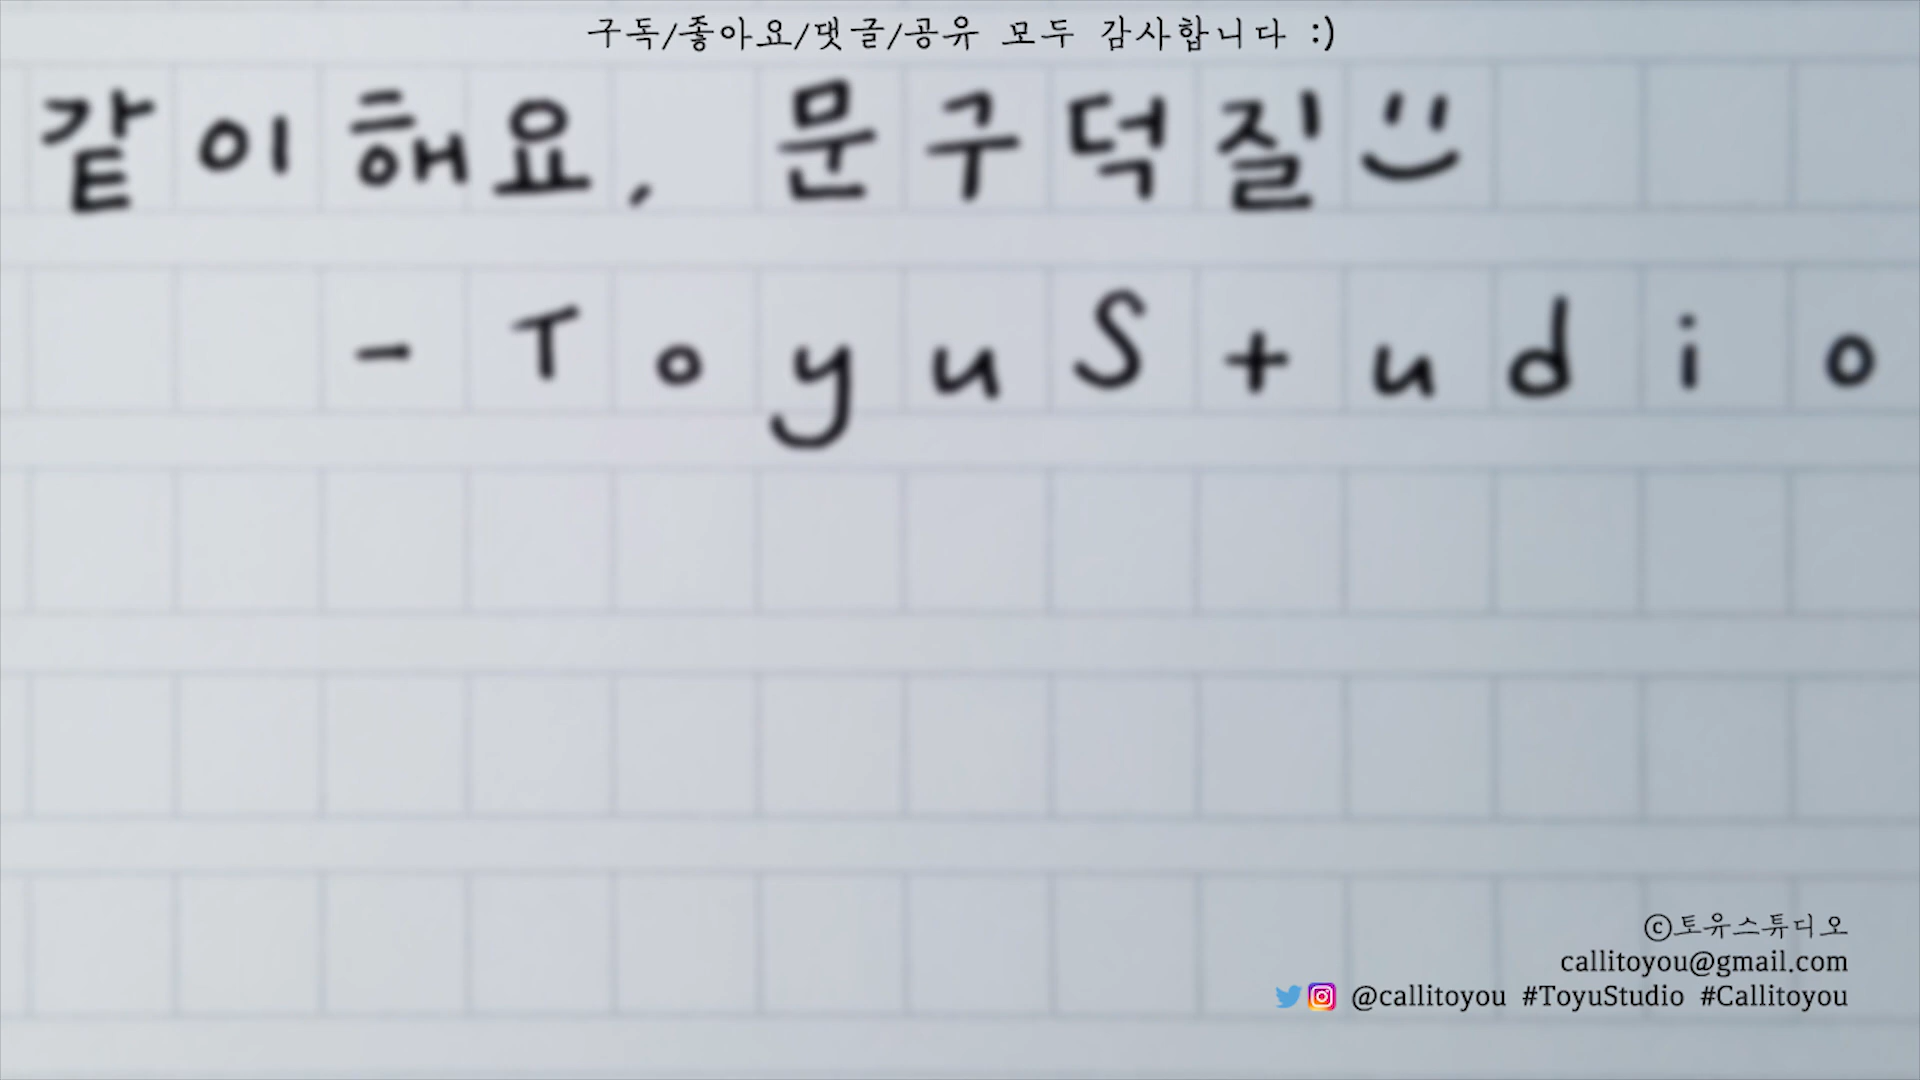 구독/좋아요/댓글/공유 모두 감사합니다 :)
같이해요, 문구덕질
- ToyuStudio
ⓒ토유스튜디오
callitoyou@gmail.com
@callitoyou #ToyuStudio #Callitoyou